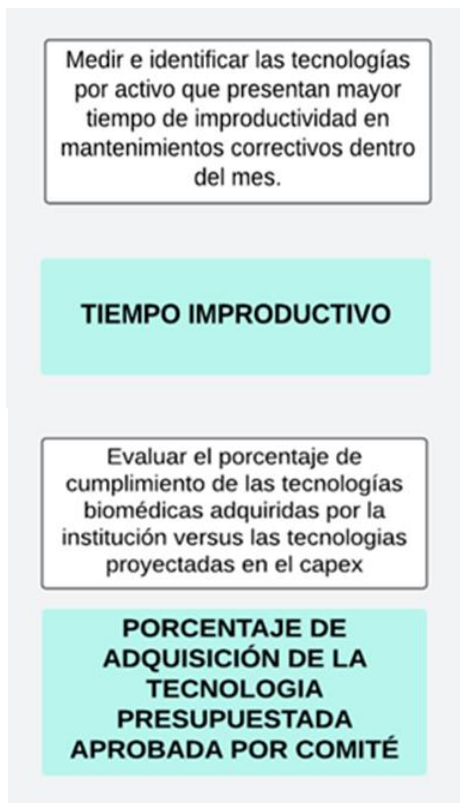 Medir e identificar las tecnologías
por activo que presentan mayor
tiempo de improductividad en
mantenimientos correctivos dentro
del mes.
TIEMPO IMPRODUCTIVO
Evaluar el porcentaje de
cumplimiento de las tecnologías
biomédicas adquiridas por la
institución versus las tecnologias
proyectadas en el capex
PORCENTAJE DE
ADQUISICIÓN DE LA
TECNOLOGIA
PRESUPUESTADA
APROBADA POR COMITÉ